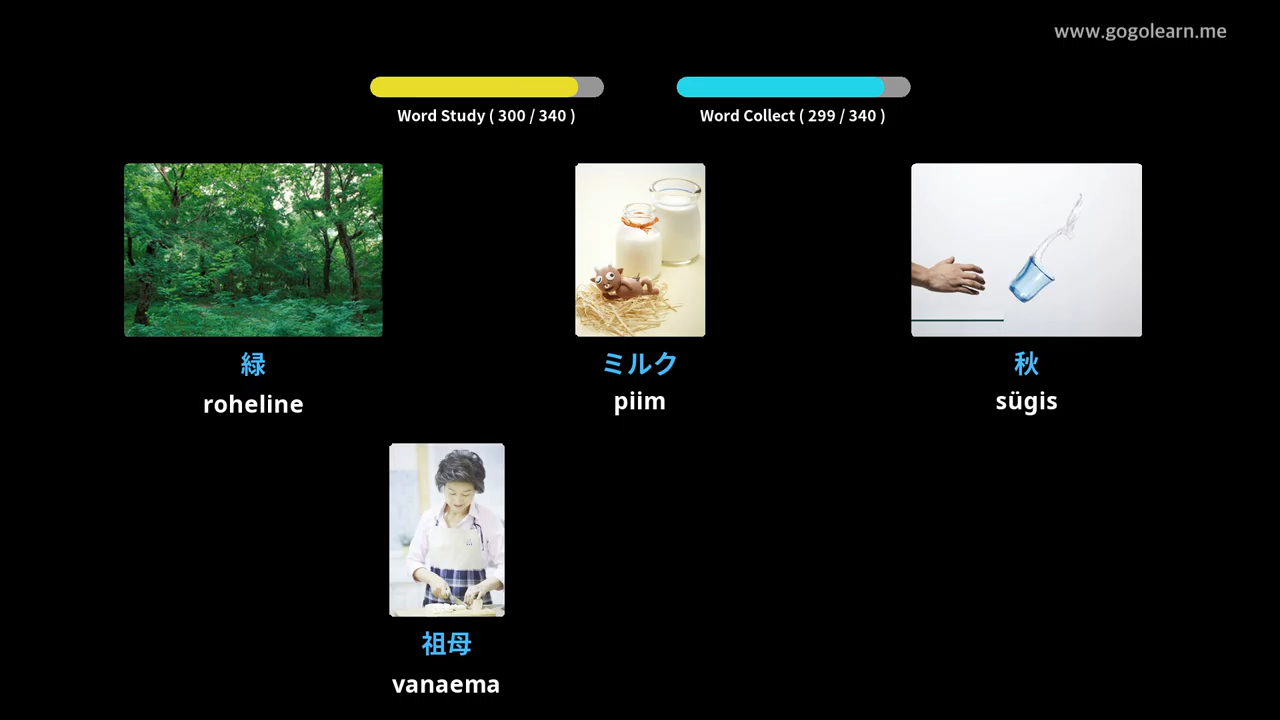 www.gogolearn.me
Word Study ( 300 / 340 )
Word Collect ( 299 / 340 )
緑
roheline
ミルク
piim
秋
sügis
祖母
vanaema